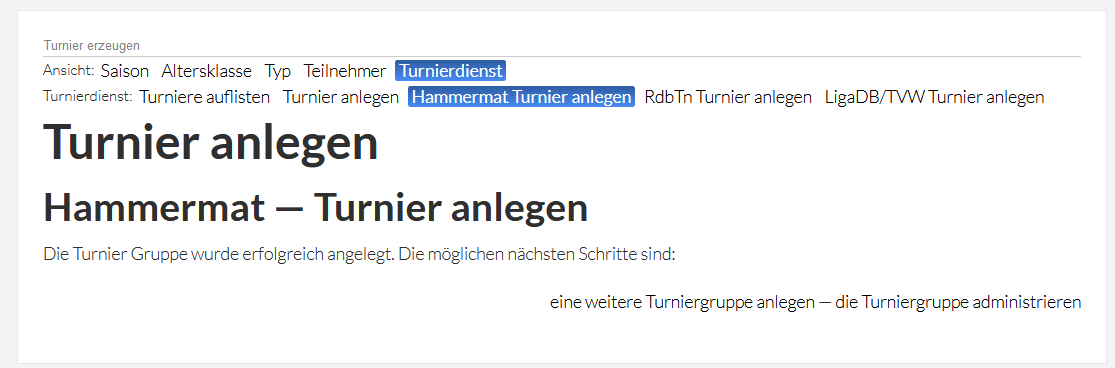 Turnier erzeugen
Ansicht: Saison Altersklasse Typ Teilnehmer Turnierdienst
Turnierdienst: Turniere auflisten Turnier anlegen Hammermat Turnier anlegen RdbTn Turnier anlegen LigaDB/TVW Turnier anlegen
Turnier anlegen
Hammermat — Turnier anlegen
Die Turnier Gruppe wurde erfolgreich angelegt. Die möglichen nächsten Schritte sind:
eine weitere Turniergruppe anlegen — die Turniergruppe administrieren